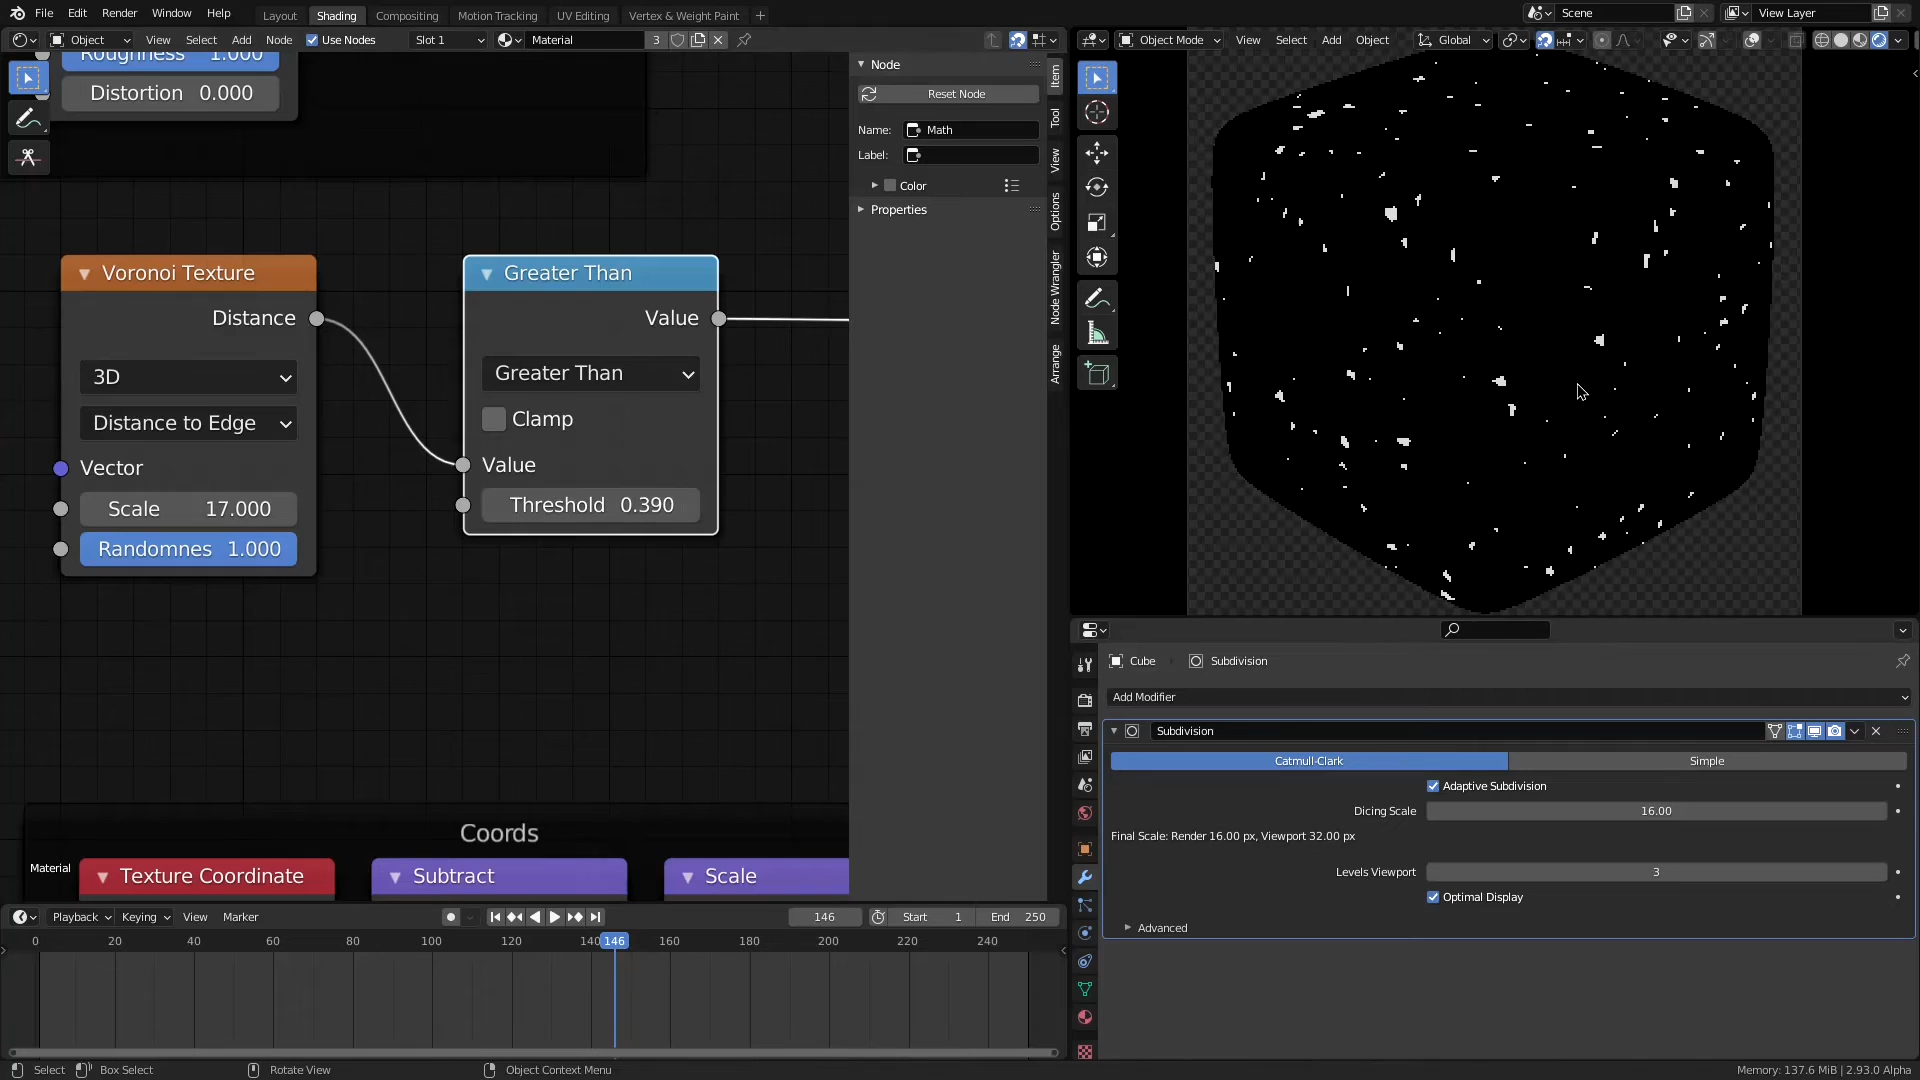 File Edit Render Window Help Layout Shading Compositing Motion Tracking UV Editing Vertex & Weight Paint Scene View Layer
Object View Select Add Node Use Nodes Slot 1 Material 3 Object Mode View Select Add Object Global
Roughness 1.000
Distortion 0.000
Node
Reset Node
Name: Math
Label:
Color
Properties
Item
Tool
View
Options
Node Wrangler
Arrange
Voronoi Texture
Distance
3D
Distance to Edge
Vector
Scale 17.000
Randomnes 1.000
Greater Than
Value
Greater Than
Clamp
Value
Threshold 0.390
Coords
Material
Texture Coordinate
Subtract
Scale
Cube Subdivision
Add Modifier
Subdivision
Catmull-Clark Simple
Adaptive Subdivision
Dicing Scale 16.00
Final Scale: Render 16.00 px, Viewport 32.00 px
Levels Viewport 3
Optimal Display
Advanced
Playback Keying View Marker 146 Start 1 End 250
0 20 40 60 80 100 120 140 146 160 180 200 220 240
Select Box Select Rotate View Object Context Menu Memory: 137.6 MiB | 2.93.0 Alpha